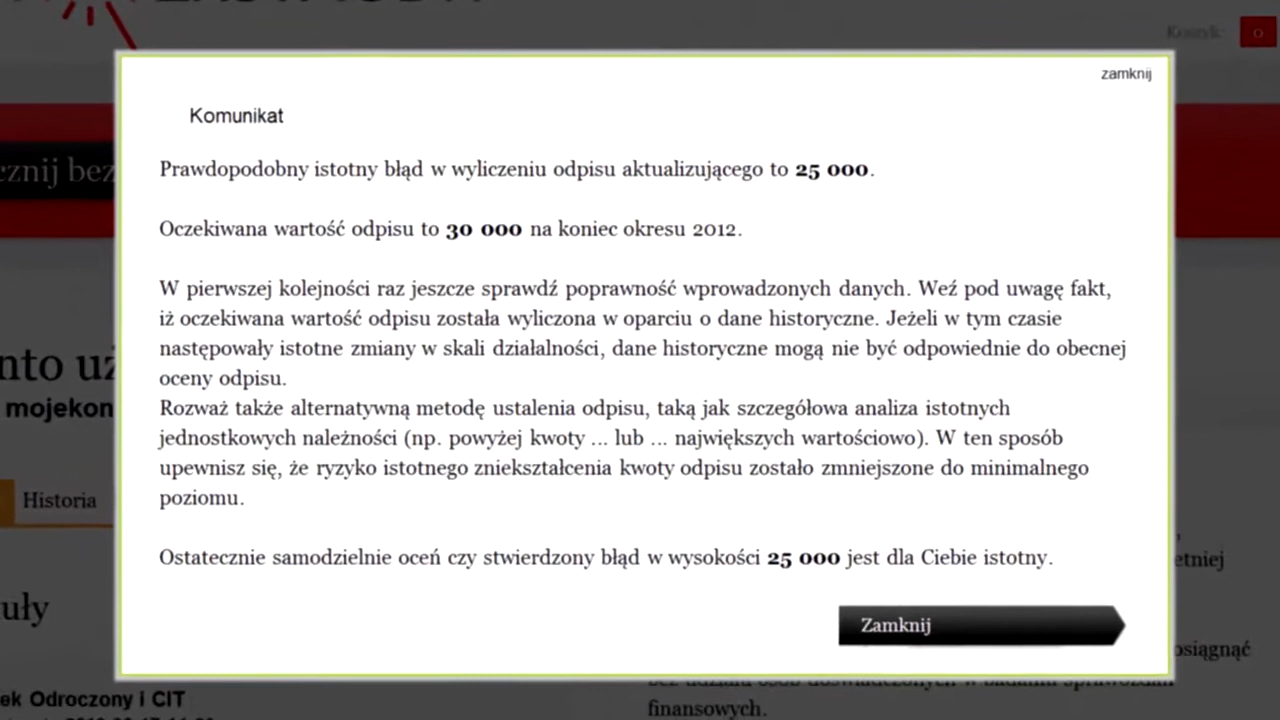 Koszyk: 0
zamknij
Komunikat
Prawdopodobny istotny błąd w wyliczeniu odpisu aktualizującego to 25 000.
Oczekiwana wartość odpisu to 30 000 na koniec okresu 2012.
W pierwszej kolejności raz jeszcze sprawdź poprawność wprowadzonych danych. Weź pod uwagę fakt,
iż oczekiwana wartość odpisu została wyliczona w oparciu o dane historyczne. Jeżeli w tym czasie
następowały istotne zmiany w skali działalności, dane historyczne mogą nie być odpowiednie do obecnej
oceny odpisu.
Rozważ także alternatywną metodę ustalenia odpisu, taką jak szczegółowa analiza istotnych
jednostkowych należności (np. powyżej kwoty ... lub ... największych wartościowo). W ten sposób
upewnisz się, że ryzyko istotnego zniekształcenia kwoty odpisu zostało zmniejszone do minimalnego
poziomu.
Ostatecznie samodzielnie oceń czy stwierdzony błąd w wysokości 25 000 jest dla Ciebie istotny.
Zamknij
cznij bez
nto uż
mojekon
Historia
uły
ek Odroczony i CIT
etniej
osiągnąć
finansowych.